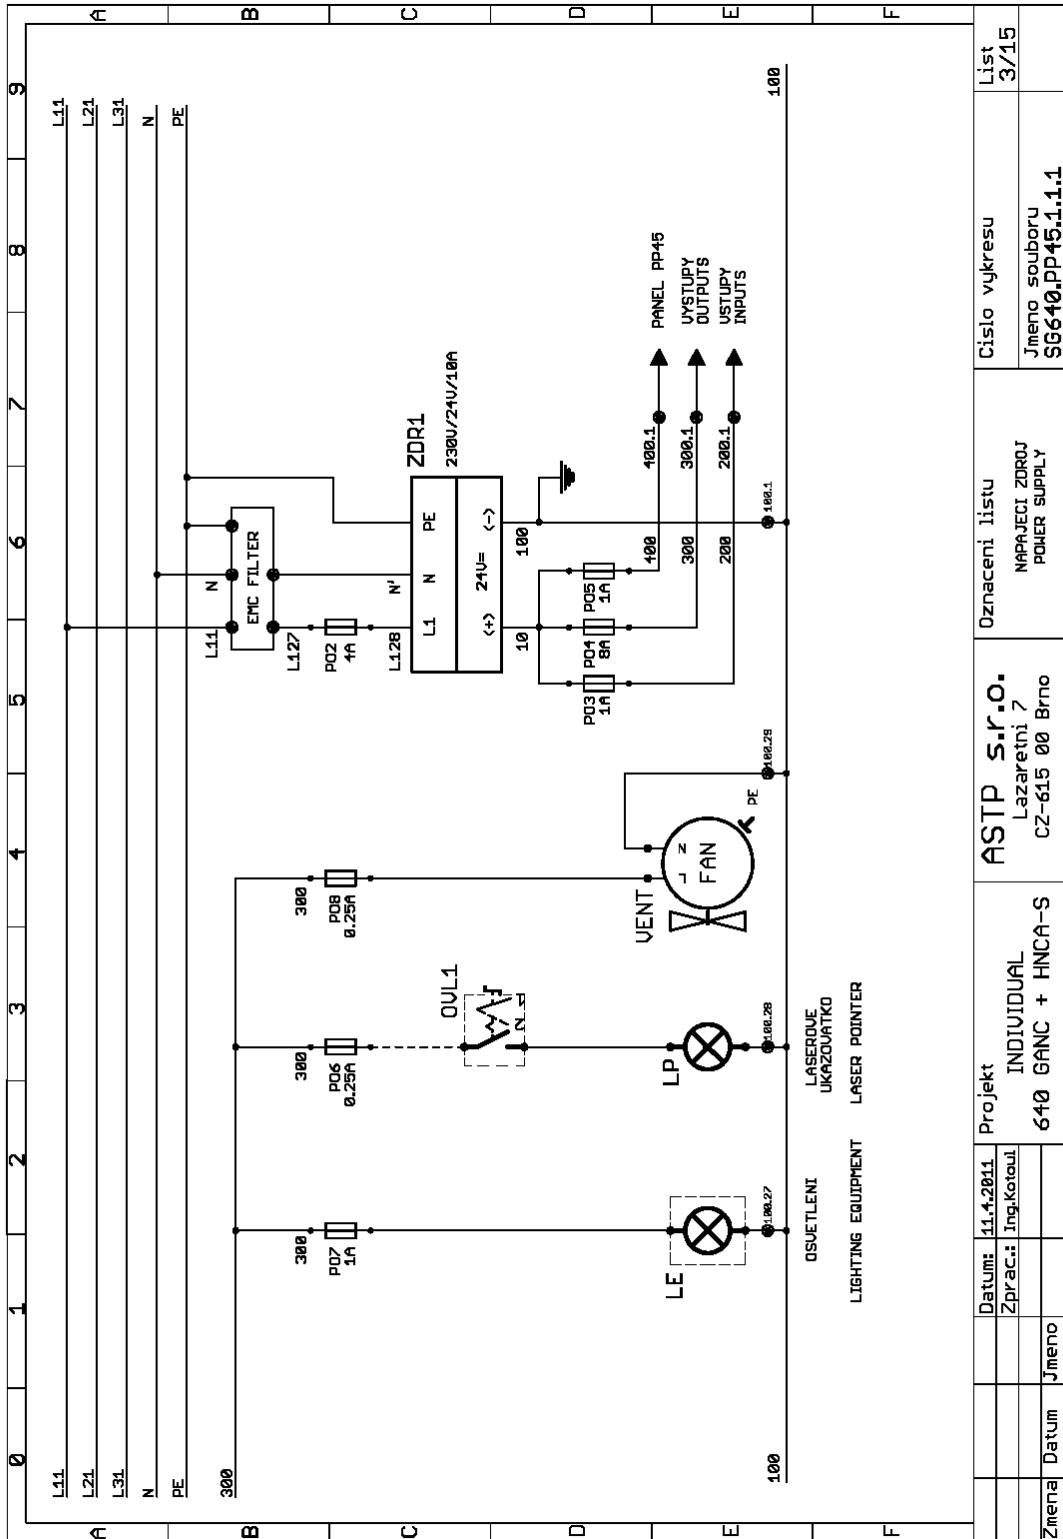 0 1 2 3 4 5 6 7 8 9
A
B
C
D
E
F
A
B
C
D
E
F
L11
L21
L31
N
PE
L11
L21
L31
N
PE
300
L11
N
EMC FILTER
L127
300
PO7
1A
300
PO6
0.25A
300
PO8
0.25A
PO2
4A
L128
N'
ZDR1
230V/24V/10A
L1
N
PE
24V=
(+)
(-)
OVL1
Z
10
100
PO3
1A
PO4
8A
PO5
1A
400
300
200
400.1
300.1
200.1
PANEL PP45
VYSTUPY
OUTPUTS
VSTUPY
INPUTS
VENT
L
N
FAN
PE
LE
LP
100
100.27
100.28
100.29
100.1
100
OSVETLENI
LIGHTING EQUIPMENT
LASEROVE
UKAZOVATKO
LASER POINTER
Zmena
Datum
Jmeno
Datum:
11.4.2011
Zprac.:
Ing.Kotoul
Projekt
INDIVIDUAL
640 GANC + HNCA-S
ASTP s.r.o.
Lazaretni 7
CZ-615 00 Brno
Oznaceni listu
NAPAJECI ZDROJ
POWER SUPPLY
Cislo vykresu
Jmeno souboru
SG640.PP45.1.1.1
List
3/15